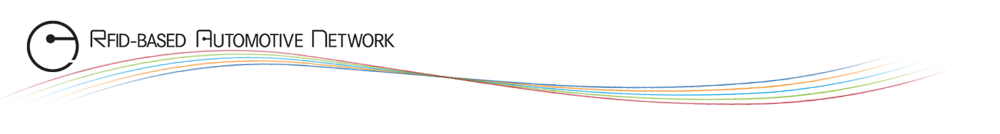 RFID-BASED AUTOMOTIVE NETWORK